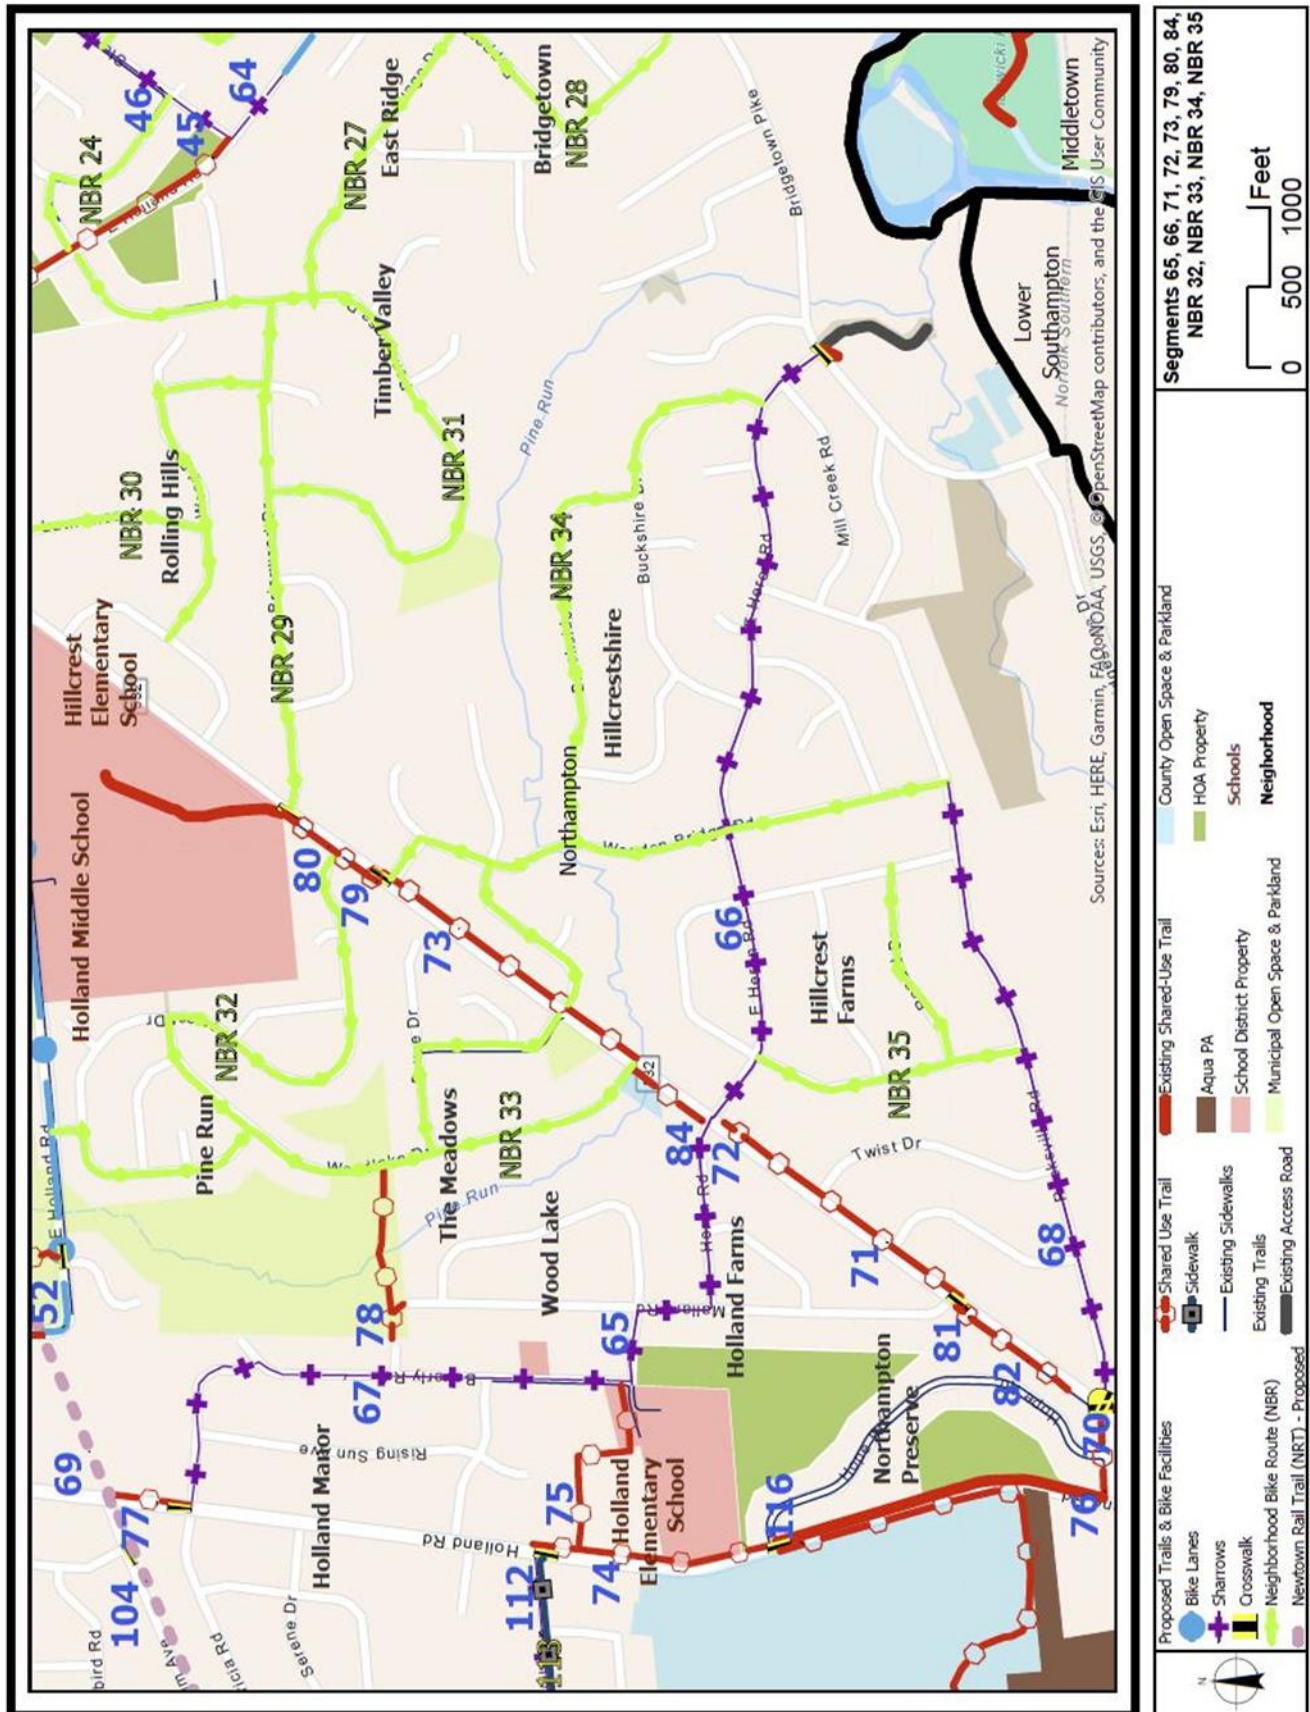 Segments 65, 66, 71, 72, 73, 79, 80, 84,
NBR 32, NBR 33, NBR 34, NBR 35
0 500 1000 Feet
Proposed Trails & Bike Facilities
Bike Lanes
Sharrows
Crosswalk
Neighborhood Bike Route (NBR)
Newtown Rail Trail (NRT) - Proposed
Shared Use Trail
Sidewalk
Existing Sidewalks
Existing Trails
Existing Access Road
Existing Shared-Use Trail
Aqua PA
School District Property
Municipal Open Space & Parkland
County Open Space & Parkland
HOA Property
Schools
Neighborhood
N
Sources: Esri, HERE, Garmin, FAO, NOAA, USGS, © OpenStreetMap contributors, and the GIS User Community
46
45
64
NBR 24
NBR 27
East Ridge
Bridgetown
NBR 28
Bridgetown Pike
Middletown
Lower
Southampton
Norfolk Southern
Timber Valley
NBR 31
Pine Run
NBR 30
Rolling Hills
NBR 29
Hillcrest
Elementary
School
Holland Middle School
NBR 34
Buckshire Dr
Hillcrestshire
Northampton
Mill Creek Rd
80
79
73
66
E Heron Rd
Hillcrest
Farms
NBR 35
NBR 32
Pine Run
E Holland Rd
52
The Meadows
NBR 33
Pine Run
Wood Lake
84
72
Twist Dr
71
68
78
65
Holland Farms
81
82
67
Rising Sun Ave
Holland Manor
Northampton
Preserve
70
76
69
77
104
Holland Rd
75
74
Holland
Elementary
School
116
112
113
Serene Dr
bird Rd
32